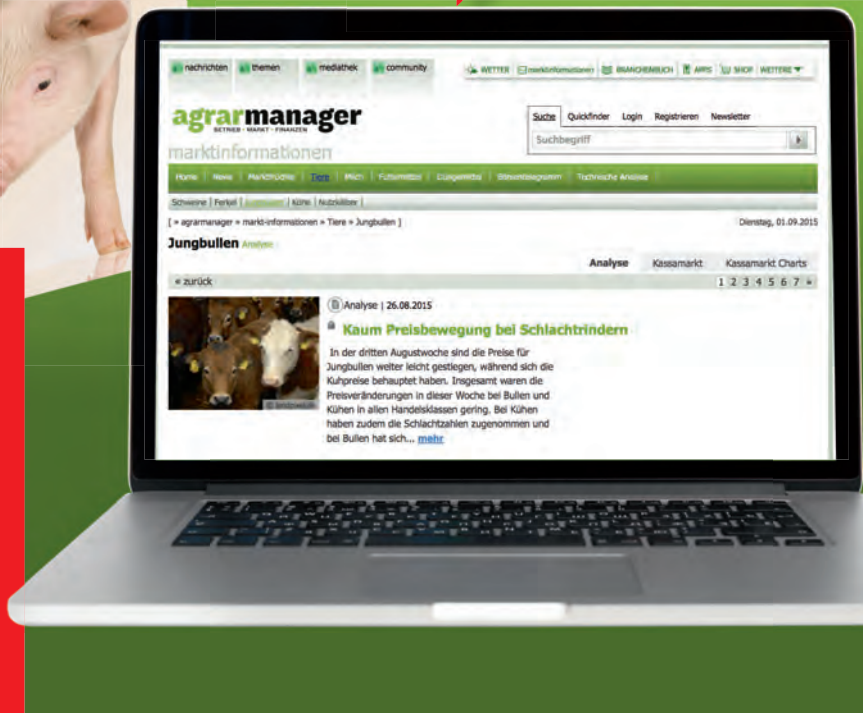 nachrichten themen mediathek community WETTER marktinformationen BRANCHENBUCH APPS SHOP WEITERE
agrarmanager
BETRIEB · MARKT · FINANZEN
Suche Quickfinder Login Registrieren Newsletter
Suchbegriff
marktinformationen
Home | News | Marktfrüchte | Tiere | Milch | Futtermittel | Düngemittel | | Technische Analyse
Schweine | Ferkel | | Kühe | Nutzkälber |
[ » agrarmanager » markt-informationen » Tiere » Jungbullen ] Dienstag, 01.09.2015
Jungbullen Analyse
Analyse Kassamarkt Kassamarkt Charts
« zurück 1 2 3 4 5 6 7 »
Analyse | 26.08.2015
Kaum Preisbewegung bei Schlachtrindern
In der dritten Augustwoche sind die Preise für
Jungbullen weiter leicht gestiegen, während sich die
Kuhpreise behauptet haben. Insgesamt waren die
Preisveränderungen in dieser Woche bei Bullen und
Kühen in allen Handelsklassen gering. Bei Kühen
haben zudem die Schlachtzahlen zugenommen und
bei Bullen hat sich... mehr